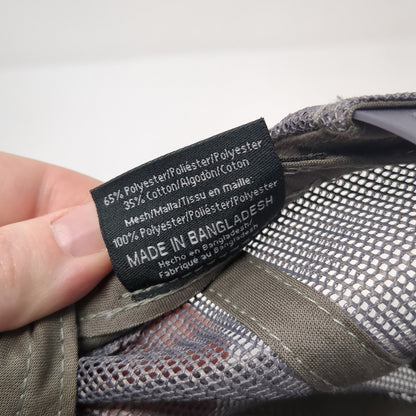 65% Polyester/Poliéster/Polyester
35% Cotton/Algodon/Coton
Mesh/Malla/Tissu en maille:
100% Polyester/Poliéster/Polyester
MADE IN BANGLADESH
Hecho en Bangladesh/
Fabriqué au Bangladesh